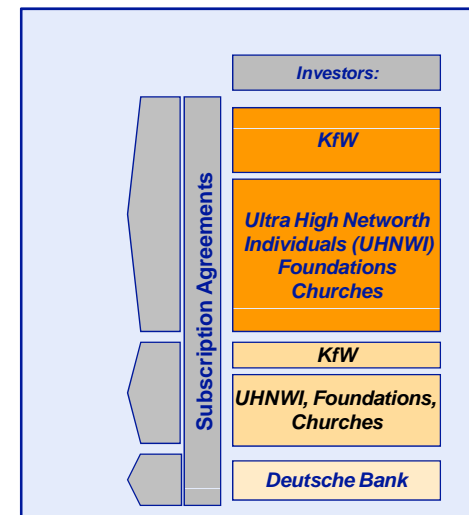 Investors:
KfW
Subscription Agreements
Ultra High Networth
Individuals (UHNWI)
Foundations
Churches
KfW
UHNWI, Foundations,
Churches
Deutsche Bank